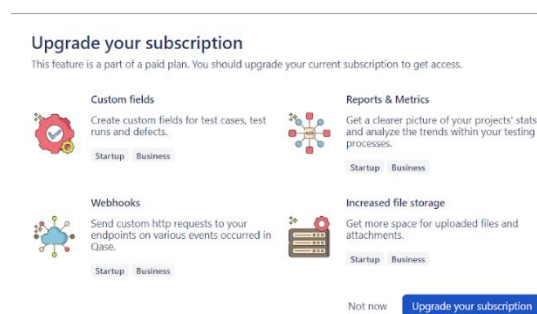 Upgrade your subscription
This feature is a part of a paid plan. You should upgrade your current subscription to get access.
Custom fields
Create custom fields for test cases, test
runs and defects.
Startup Business
Reports & Metrics
Get a clearer picture of your projects' stats
and analyze the trends within your testing
processes.
Startup Business
Webhooks
Send custom http requests to your
endpoints on various events occurred in
Qase.
Startup Business
Increased file storage
Get more space for uploaded files and
attachments.
Startup Business
Not now Upgrade your subscription